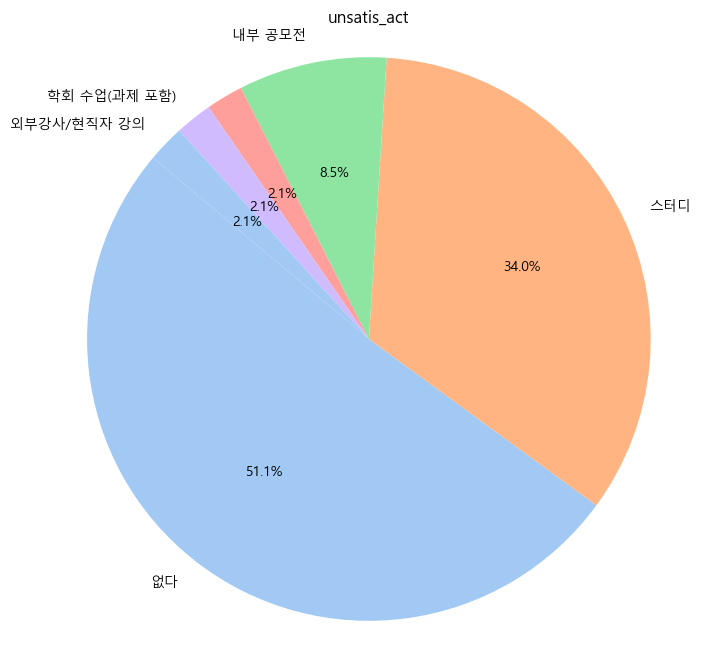 unsatis_act
내부 공모전
학회 수업(과제 포함)
외부강사/현직자 강의
스터디
없다
8.5%
2.1%
2.1%
2.1%
34.0%
51.1%